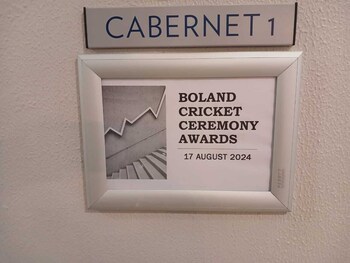 CABERNET 1
BOLAND
CRICKET
CEREMONY
AWARDS
17 AUGUST 2024